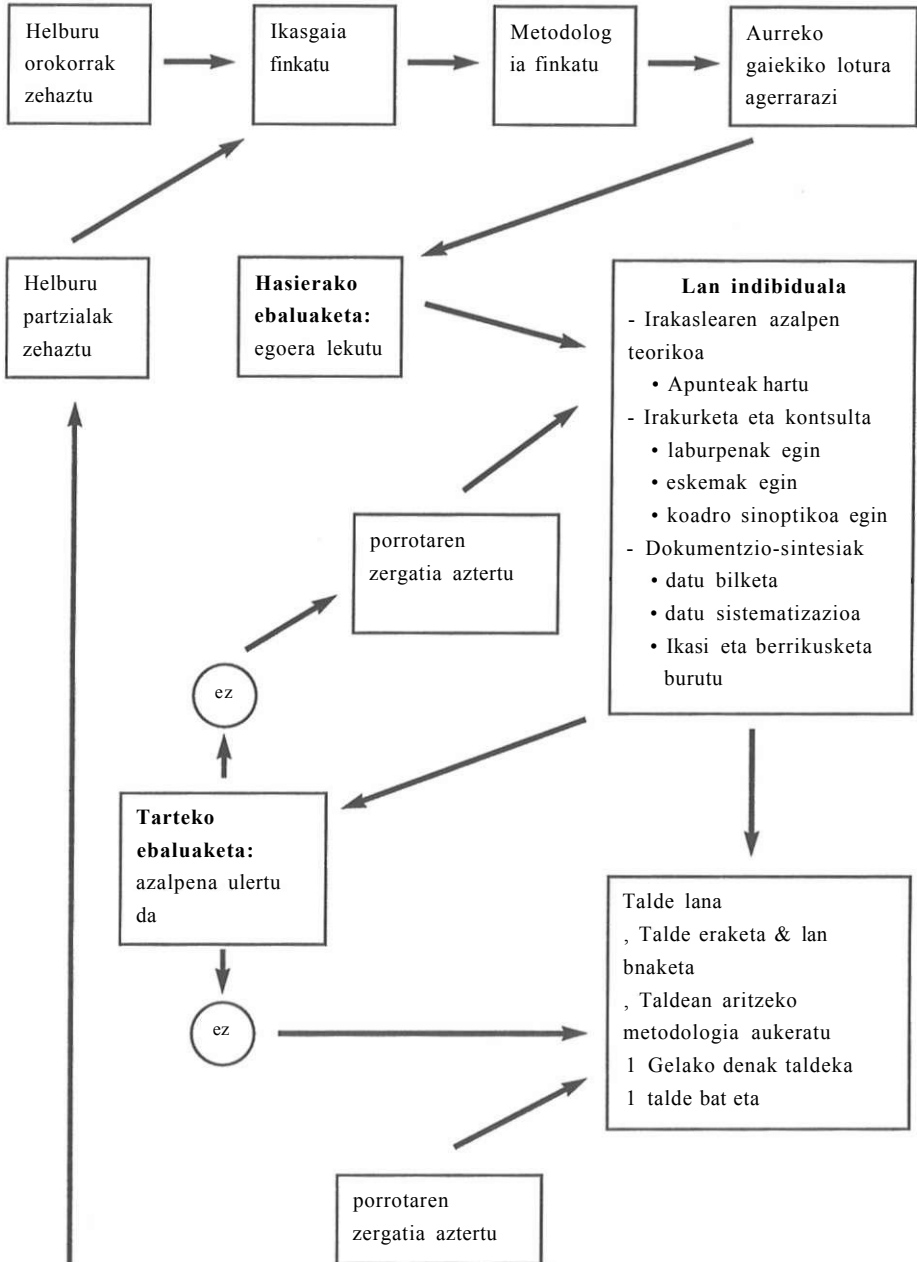 Helburu
orokorrak
zehaztu
Ikasgaia
finkatu
Metodolog
ia finkatu
Aurreko
gaiekiko lotura
agerrarazi
Helburu
partzialak
zehaztu
Hasierako
ebaluaketa:
egoera lekutu
Lan indibiduala
- Irakaslearen azalpen
teorikoa
• Apunteak hartu
- Irakurketa eta kontsulta
• laburpenak egin
• eskemak egin
• koadro sinoptikoa egin
- Dokumentzio-sintesiak
• datu bilketa
• datu sistematizazioa
• Ikasi eta berrikusketa
burutu
porrotaren
zergatia aztertu
ez
Tarteko
ebaluaketa:
azalpena ulertu
da
ez
Talde lana
, Talde eraketa & lan
bnaketa
, Taldean aritzeko
metodologia aukeratu
1 Gelako denak taldeka
1 talde bat eta
porrotaren
zergatia aztertu